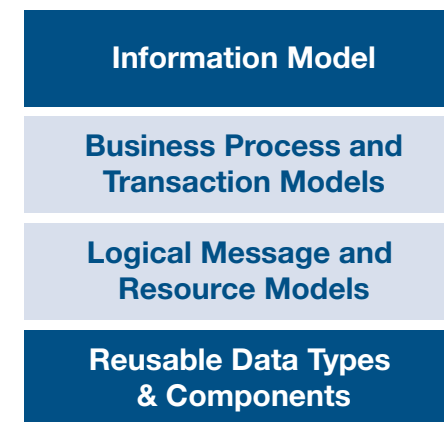 Information Model
Business Process and
Transaction Models
Logical Message and
Resource Models
Reusable Data Types
& Components